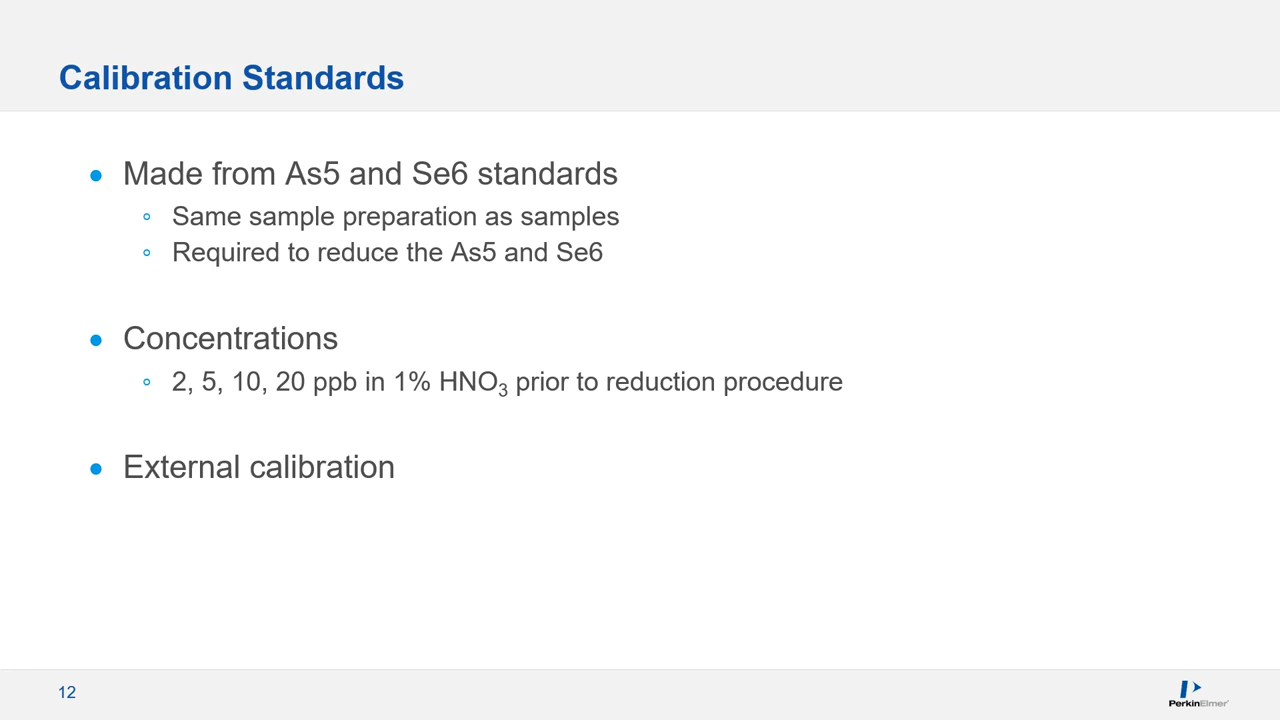 Calibration Standards
• Made from As5 and Se6 standards
◦ Same sample preparation as samples
◦ Required to reduce the As5 and Se6
• Concentrations
◦ 2, 5, 10, 20 ppb in 1% HNO₃ prior to reduction procedure
• External calibration
12
PerkinElmer